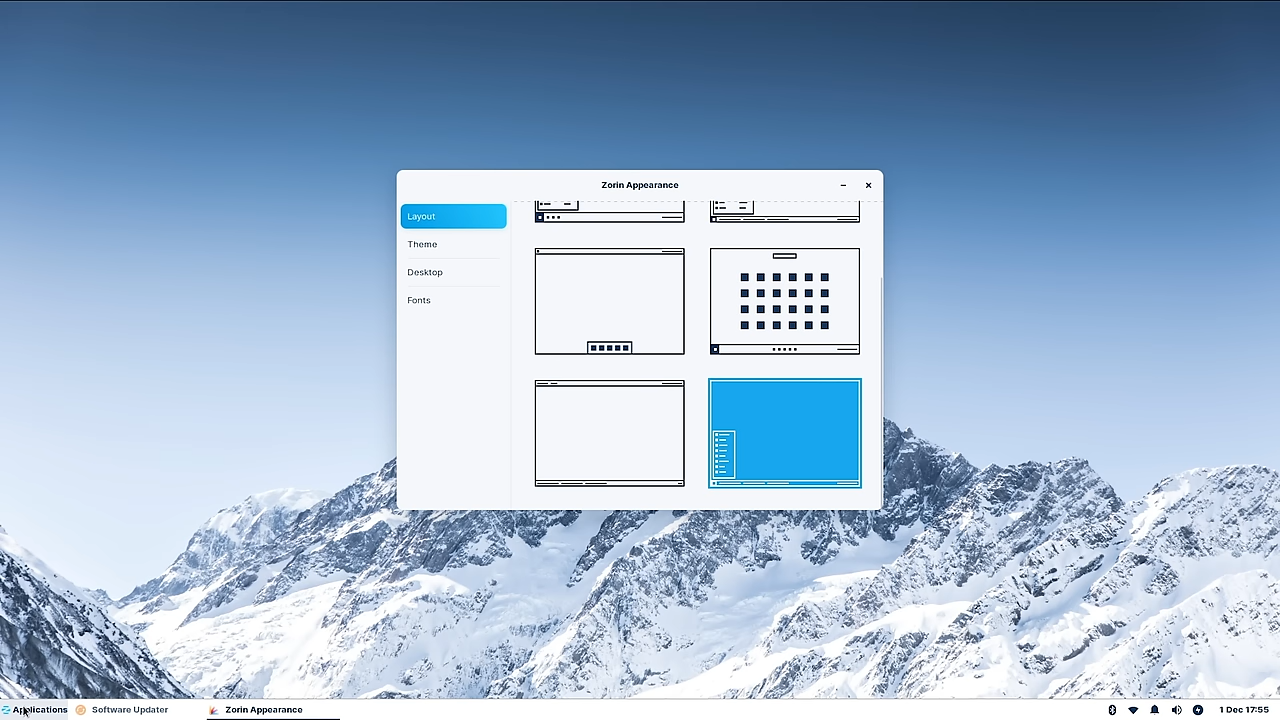 Zorin Appearance
Layout
Theme
Desktop
Fonts
Applications
Software Updater
Zorin Appearance
1 Dec 17:55